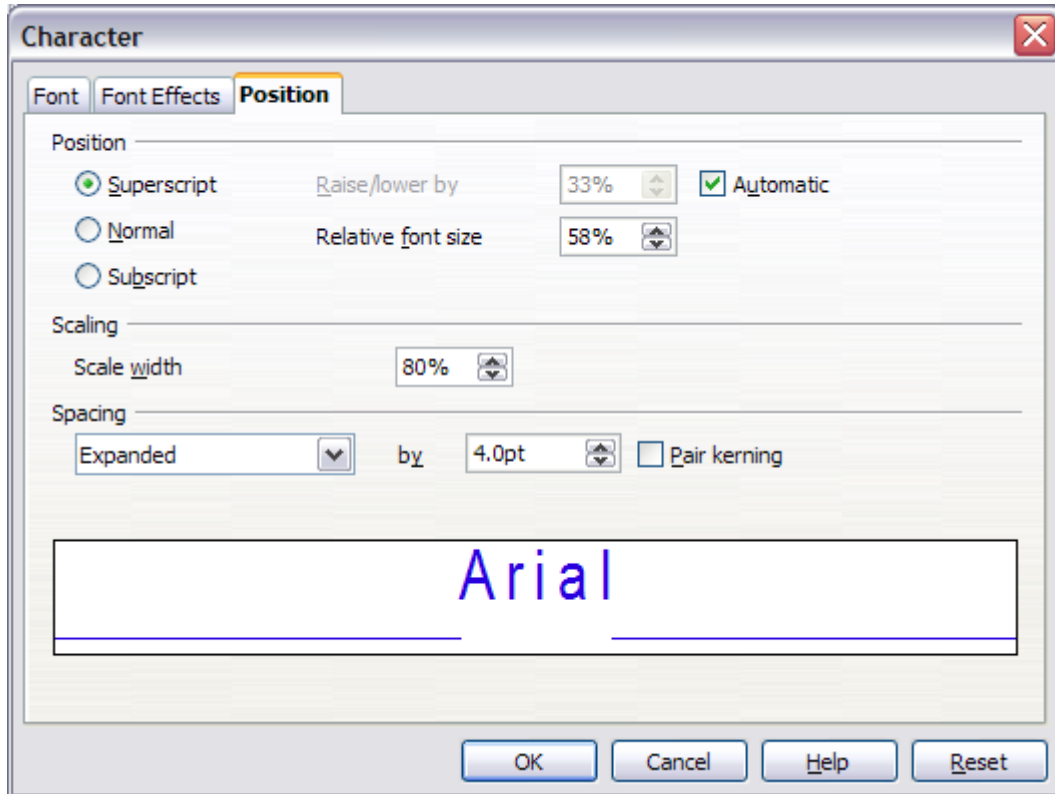 Character
Font Font Effects Position
Position
Superscript Raise/lower by 33% Automatic
Normal Relative font size 58%
Subscript
Scaling
Scale width 80%
Spacing
Expanded by 4.0pt Pair kerning
Arial
OK Cancel Help Reset